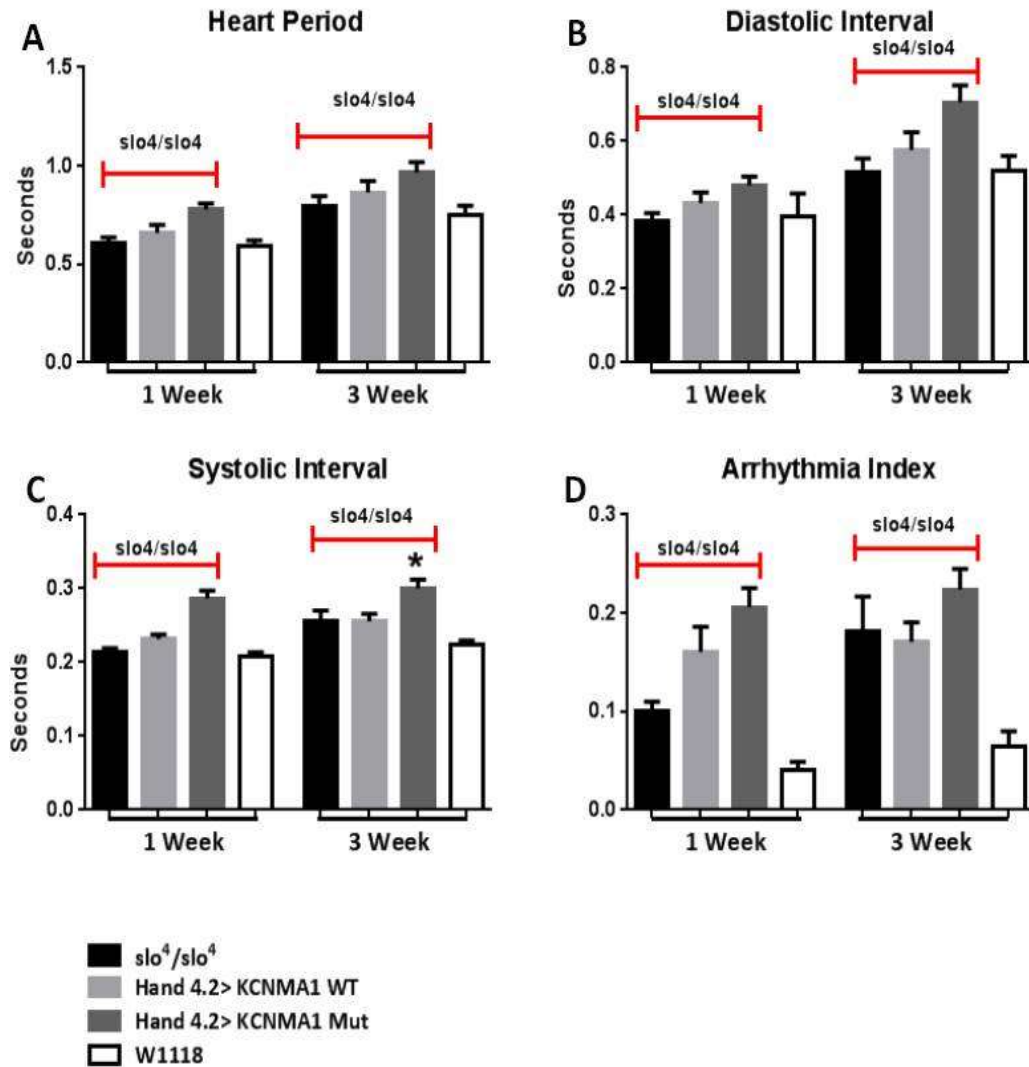 A
Heart Period
1.5
1.0
0.5
0.0
Seconds
slo4/slo4
slo4/slo4
1 Week
3 Week
B
Diastolic Interval
0.8
0.6
0.4
0.2
0.0
Seconds
slo4/slo4
slo4/slo4
1 Week
3 Week
C
Systolic Interval
0.4
0.3
0.2
0.1
0.0
Seconds
slo4/slo4
slo4/slo4
*
1 Week
3 Week
D
Arrhythmia Index
0.3
0.2
0.1
0.0
slo4/slo4
slo4/slo4
1 Week
3 Week
slo⁴/slo⁴
Hand 4.2> KCNMA1 WT
Hand 4.2> KCNMA1 Mut
W1118